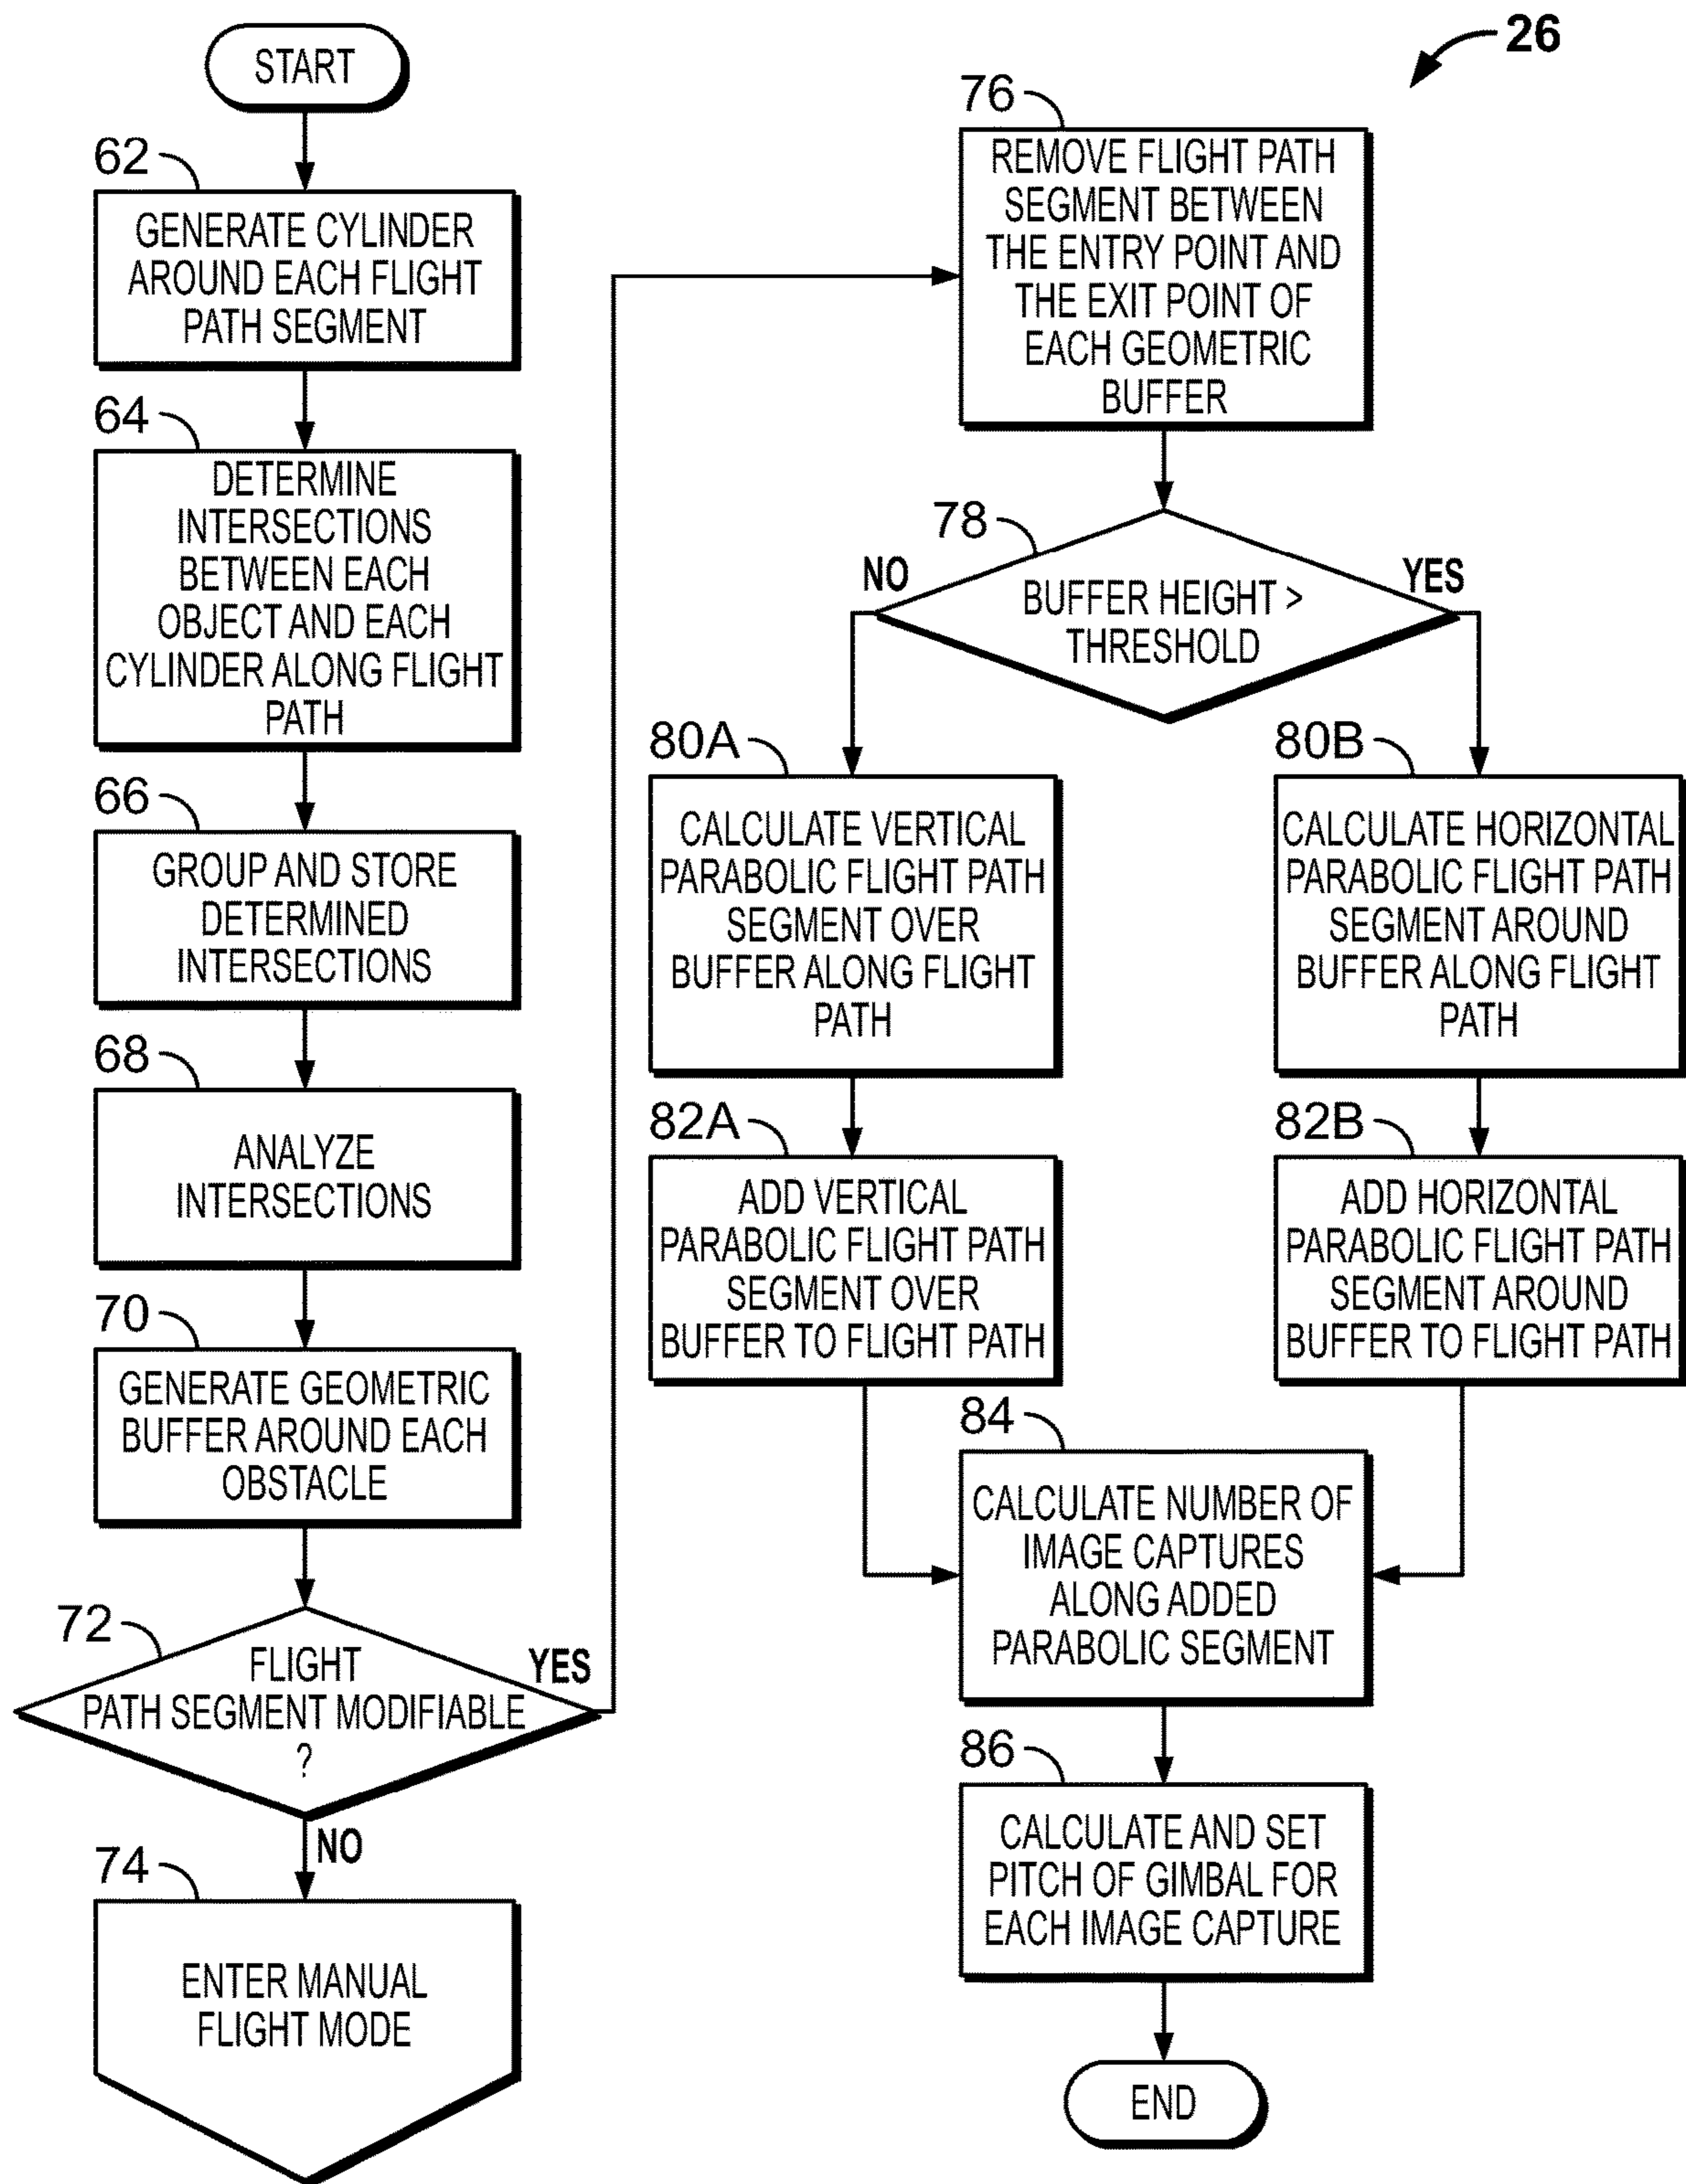 26
START
62
GENERATE CYLINDER
AROUND EACH FLIGHT
PATH SEGMENT
64
DETERMINE
INTERSECTIONS
BETWEEN EACH
OBJECT AND EACH
CYLINDER ALONG FLIGHT
PATH
66
GROUP AND STORE
DETERMINED
INTERSECTIONS
68
ANALYZE
INTERSECTIONS
70
GENERATE GEOMETRIC
BUFFER AROUND EACH
OBSTACLE
72
FLIGHT
PATH SEGMENT MODIFIABLE
?
YES
NO
74
ENTER MANUAL
FLIGHT MODE
76
REMOVE FLIGHT PATH
SEGMENT BETWEEN
THE ENTRY POINT AND
THE EXIT POINT OF
EACH GEOMETRIC
BUFFER
78
BUFFER HEIGHT >
THRESHOLD
NO
YES
80A
CALCULATE VERTICAL
PARABOLIC FLIGHT PATH
SEGMENT OVER
BUFFER ALONG FLIGHT
PATH
80B
CALCULATE HORIZONTAL
PARABOLIC FLIGHT PATH
SEGMENT AROUND
BUFFER ALONG FLIGHT
PATH
82A
ADD VERTICAL
PARABOLIC FLIGHT PATH
SEGMENT OVER
BUFFER TO FLIGHT PATH
82B
ADD HORIZONTAL
PARABOLIC FLIGHT PATH
SEGMENT AROUND
BUFFER TO FLIGHT PATH
84
CALCULATE NUMBER OF
IMAGE CAPTURES
ALONG ADDED
PARABOLIC SEGMENT
86
CALCULATE AND SET
PITCH OF GIMBAL FOR
EACH IMAGE CAPTURE
END